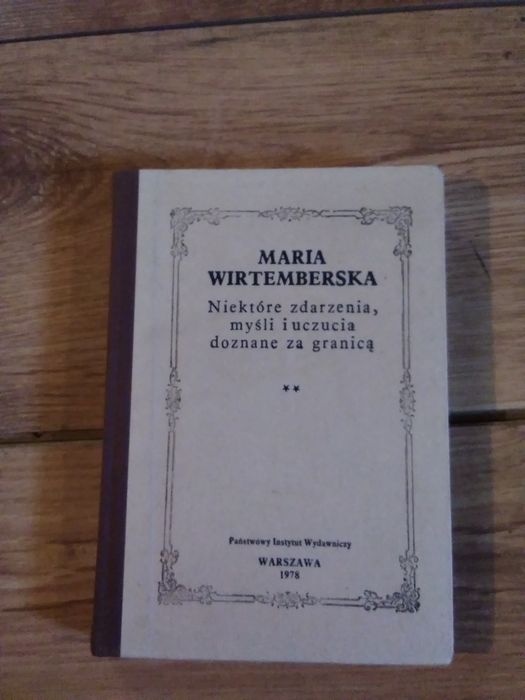 MARIA
WIRTEMBERSKA
Niektóre zdarzenia,
myśli i uczucia
doznane za granicą
**
Państwowy Instytut Wydawniczy
WARSZAWA
1978